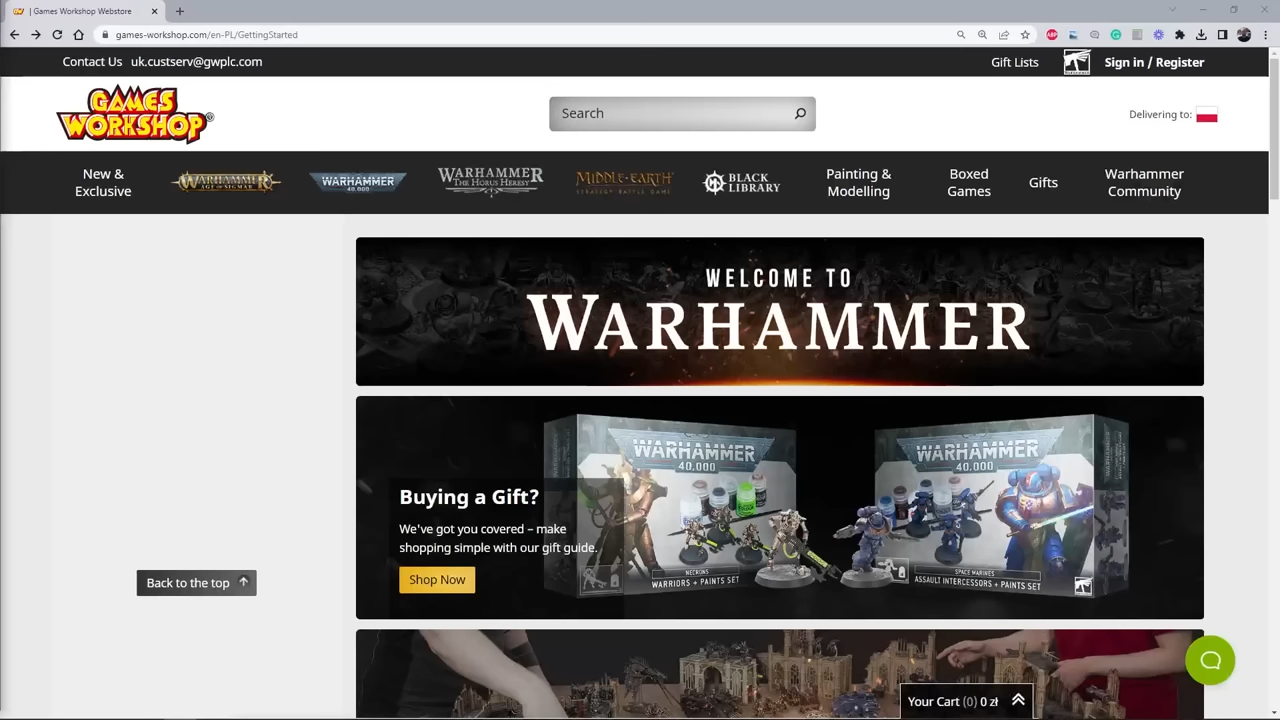 | Games Workshop Webstore
games-workshop.com/en-PL/GettingStarted
Contact Us uk.custserv@gwplc.com
Gift Lists
Sign in / Register
GAMES
WORKSHOP®
Search
Delivering to:
New &
Exclusive
WARHAMMER
AGE OF SIGMAR
WARHAMMER
40,000
WARHAMMER
THE HORUS HERESY
MIDDLE-EARTH
STRATEGY BATTLE GAME
BLACK
LIBRARY
Painting &
Modelling
Boxed
Games
Gifts
Warhammer
Community
WELCOME TO
WARHAMMER
WARHAMMER
40,000
NECRONS
WARRIORS + PAINTS SET
WARHAMMER
40,000
SPACE MARINES
ASSAULT INTERCESSORS + PAINTS SET
Buying a Gift?
We've got you covered – make
shopping simple with our gift guide.
Shop Now
Back to the top
Your Cart (0) 0 zł